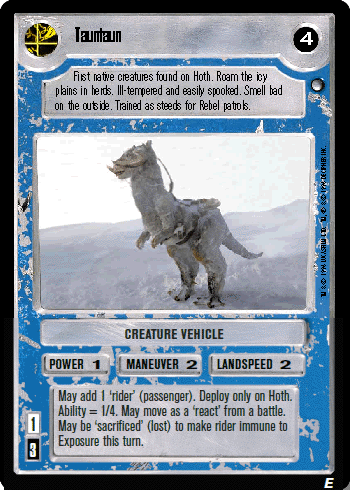 Tauntaun
4
First native creatures found on Hoth. Roam the icy
plains in herds. Ill-tempered and easily spooked. Smell bad
on the outside. Trained as steeds for Rebel patrols.
CREATURE VEHICLE
POWER 1
MANEUVER 2
LANDSPEED 2
May add 1 'rider' (passenger). Deploy only on Hoth.
Ability = 1/4. May move as a 'react' from a battle.
May be 'sacrificed' (lost) to make rider immune to
Exposure this turn.
1
3
E